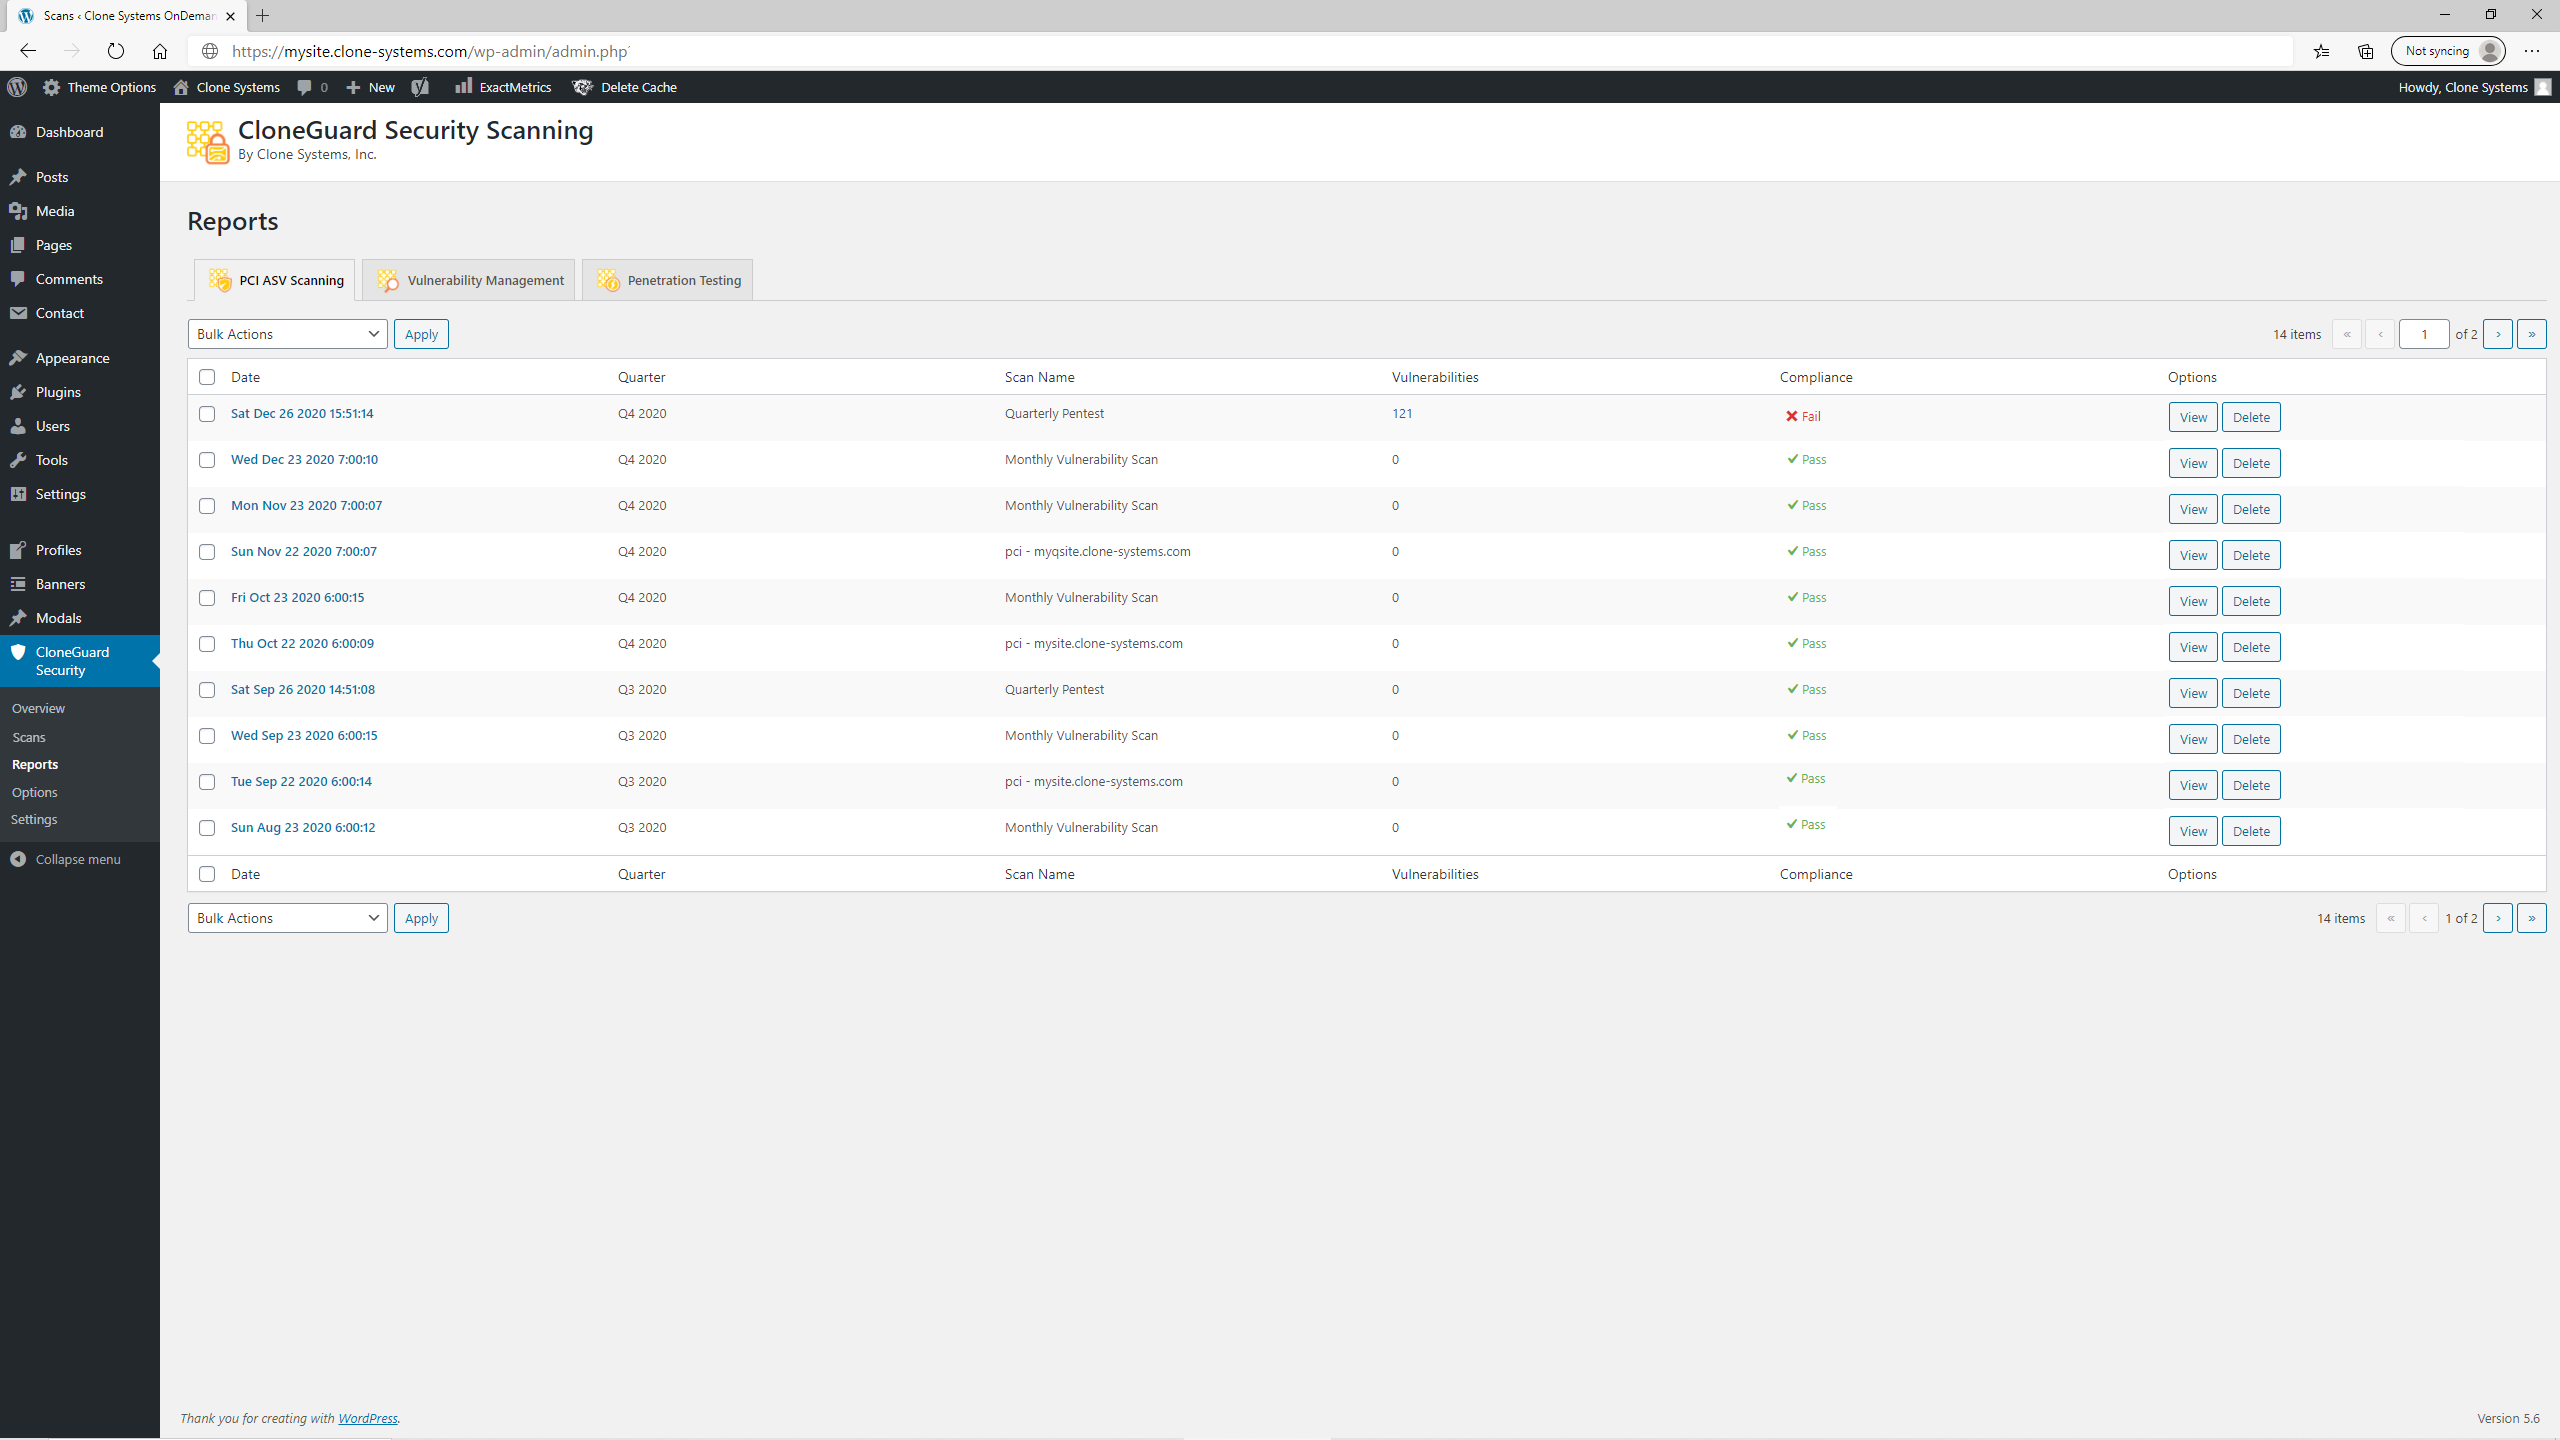 Scans ‹ Clone Systems OnDeman
https://mysite.clone-systems.com/wp-admin/admin.php?
Not syncing
Theme Options Clone Systems 0 New ExactMetrics Delete Cache Howdy, Clone Systems
Dashboard
Posts
Media
Pages
Comments
Contact
Appearance
Plugins
Users
Tools
Settings
Profiles
Banners
Modals
CloneGuard
Security
Overview
Scans
Reports
Options
Settings
Collapse menu
CloneGuard Security Scanning
By Clone Systems, Inc.
Reports
PCI ASV Scanning Vulnerability Management Penetration Testing
Bulk Actions Apply 14 items « ‹ 1 of 2 › »
Date Quarter Scan Name Vulnerabilities Compliance Options
Sat Dec 26 2020 15:51:14 Q4 2020 Quarterly Pentest 121 Fail View Delete
Wed Dec 23 2020 7:00:10 Q4 2020 Monthly Vulnerability Scan 0 Pass View Delete
Mon Nov 23 2020 7:00:07 Q4 2020 Monthly Vulnerability Scan 0 Pass View Delete
Sun Nov 22 2020 7:00:07 Q4 2020 pci - myqsite.clone-systems.com 0 Pass View Delete
Fri Oct 23 2020 6:00:15 Q4 2020 Monthly Vulnerability Scan 0 Pass View Delete
Thu Oct 22 2020 6:00:09 Q4 2020 pci - mysite.clone-systems.com 0 Pass View Delete
Sat Sep 26 2020 14:51:08 Q3 2020 Quarterly Pentest 0 Pass View Delete
Wed Sep 23 2020 6:00:15 Q3 2020 Monthly Vulnerability Scan 0 Pass View Delete
Tue Sep 22 2020 6:00:14 Q3 2020 pci - mysite.clone-systems.com 0 Pass View Delete
Sun Aug 23 2020 6:00:12 Q3 2020 Monthly Vulnerability Scan 0 Pass View Delete
Date Quarter Scan Name Vulnerabilities Compliance Options
Bulk Actions Apply 14 items « ‹ 1 of 2 › »
Thank you for creating with WordPress. Version 5.6